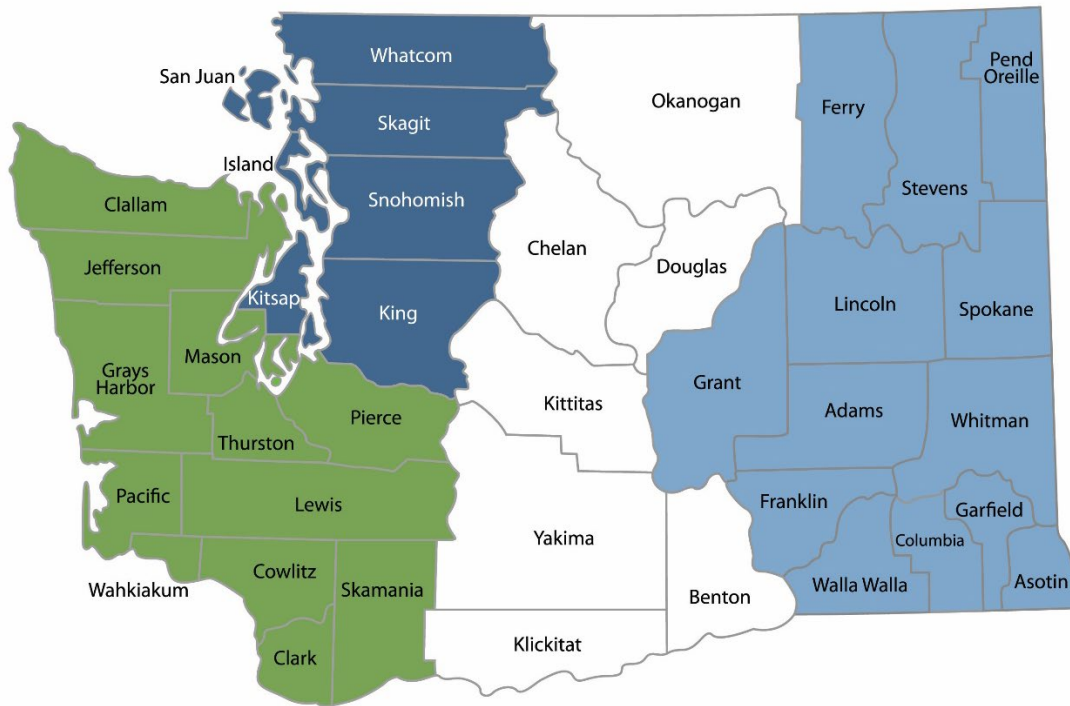 Whatcom
San Juan
Pend
Oreille
Okanogan
Ferry
Skagit
Island
Stevens
Snohomish
Clallam
Chelan
Jefferson
Douglas
Kitsap
Lincoln
Spokane
King
Mason
Grays
Harbor
Grant
Kittitas
Adams
Pierce
Whitman
Thurston
Pacific
Lewis
Franklin
Garfield
Yakima
Columbia
Wahkiakum
Cowlitz
Skamania
Walla Walla
Asotin
Benton
Klickitat
Clark